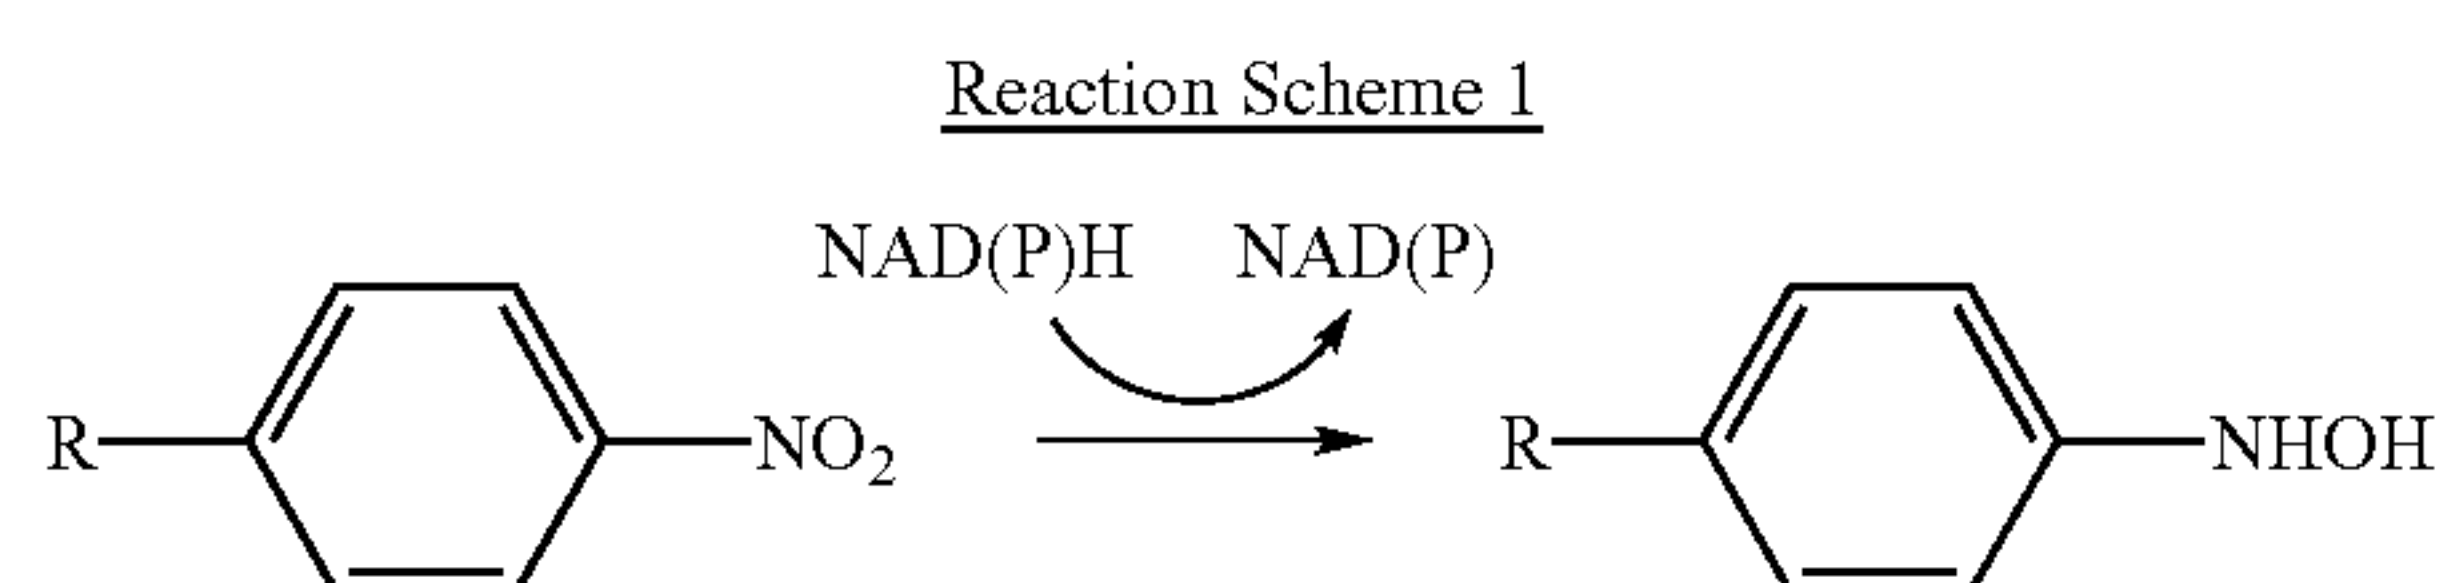 Reaction Scheme 1
NAD(P)H NAD(P)
R NO2 R NHOH